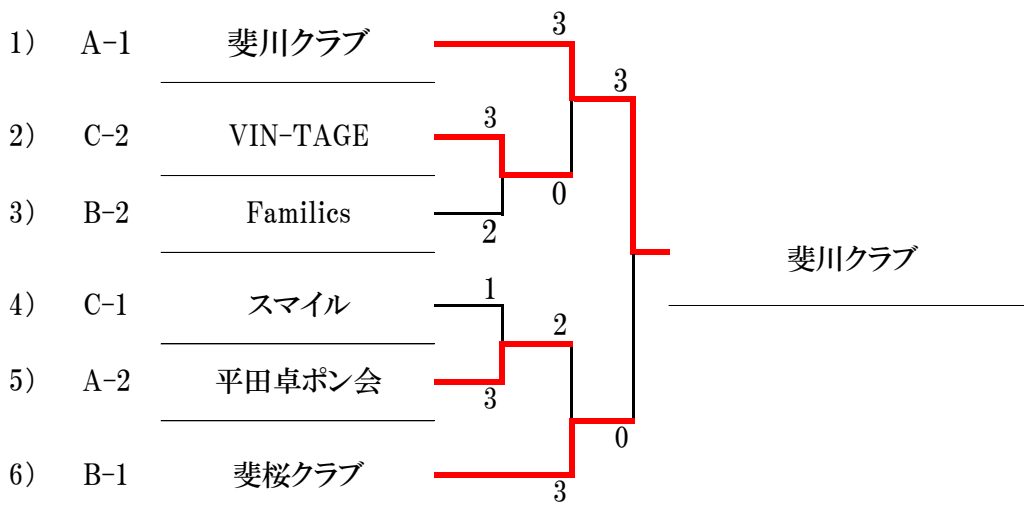 3
1) A-1 斐川クラブ
3
2) C-2 VIN-TAGE 3
0
3) B-2 Familics
2
斐川クラブ
4) C-1 スマイル 1
2
5) A-2 平田卓ポン会
3
0
6) B-1 斐桜クラブ
3